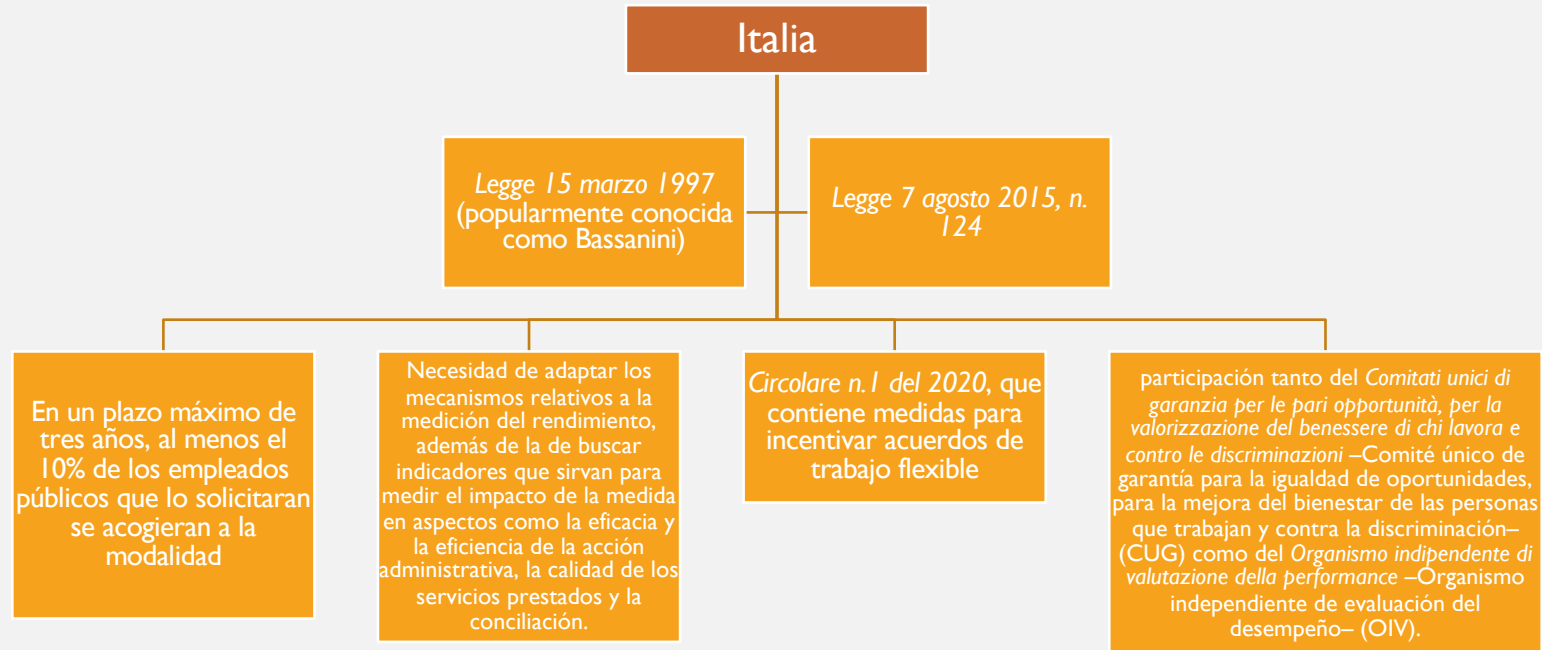 Italia
Legge 15 marzo 1997
(popularmente conocida
como Bassanini)
Legge 7 agosto 2015, n.
124
En un plazo máximo de
tres años, al menos el
10% de los empleados
públicos que lo solicitaran
se acogieran a la
modalidad
Necesidad de adaptar los
mecanismos relativos a la
medición del rendimiento,
además de la de buscar
indicadores que sirvan para
medir el impacto de la medida
en aspectos como la eficacia y
la eficiencia de la acción
administrativa, la calidad de los
servicios prestados y la
conciliación.
Circolare n.1 del 2020, que
contiene medidas para
incentivar acuerdos de
trabajo flexible
participación tanto del Comitati unici di
garanzia per le pari opportunità, per la
valorizzazione del benessere di chi lavora e
contro le discriminazioni –Comité único de
garantía para la igualdad de oportunidades,
para la mejora del bienestar de las personas
que trabajan y contra la discriminación–
(CUG) como del Organismo indipendente di
valutazione della performance –Organismo
independiente de evaluación del
desempeño– (OIV).